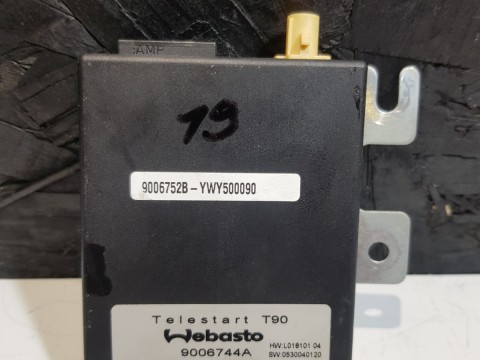 AMP
19
9006752B-YWY500090
Telestart T90
Webasto
9006744A
HW:L018101 04
SW:0530040120